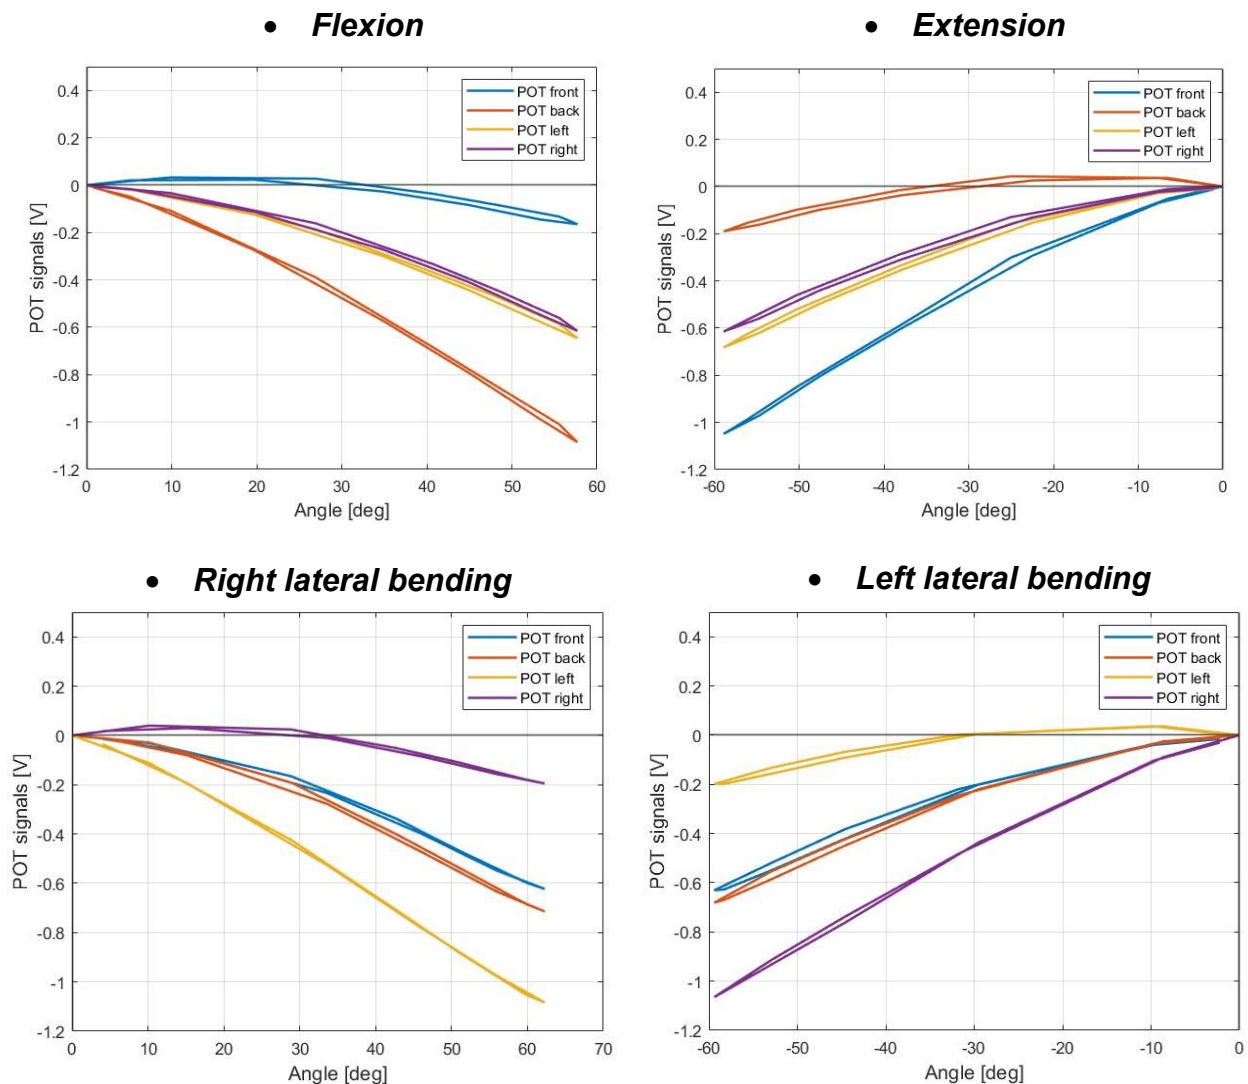 • Flexion
• Extension
0.4
0.2
0
-0.2
-0.4
-0.6
-0.8
-1
-1.2
POT signals [V]
POT front
POT back
POT left
POT right
0 10 20 30 40 50 60
Angle [deg]
0.4
0.2
0
-0.2
-0.4
-0.6
-0.8
-1
-1.2
POT signals [V]
POT front
POT back
POT left
POT right
-60 -50 -40 -30 -20 -10 0
Angle [deg]
• Right lateral bending
• Left lateral bending
0.4
0.2
0
-0.2
-0.4
-0.6
-0.8
-1
-1.2
POT signals [V]
POT front
POT back
POT left
POT right
0 10 20 30 40 50 60 70
Angle [deg]
0.4
0.2
0
-0.2
-0.4
-0.6
-0.8
-1
-1.2
POT signals [V]
POT front
POT back
POT left
POT right
-60 -50 -40 -30 -20 -10 0
Angle [deg]